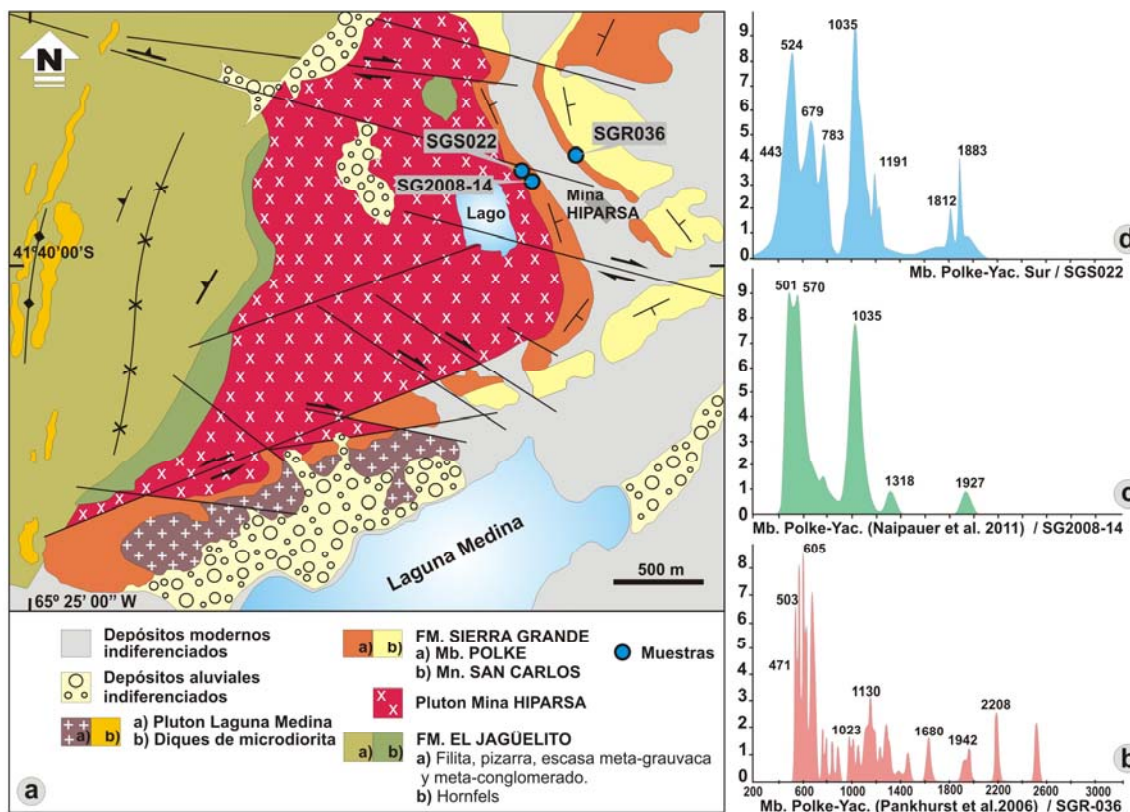 N
SGS022
SGR036
SG2008-14
Mina
HIPARSA
Lago
41º40'00'S
Laguna Medina
500 m
65º 25' 00'' W
Depósitos modernos
indiferenciados
Depósitos aluviales
indiferenciados
a) b)
a) Pluton Laguna Medina
b) Diques de microdiorita
a) b)
FM. SIERRA GRANDE
a) Mb. POLKE
b) Mn. SAN CARLOS
Muestras
Pluton Mina HIPARSA
a) b)
FM. EL JAGÜELITO
a) Filita, pizarra, escasa meta-grauvaca
y meta-conglomerado.
b) Hornfels
a
9
8
7
6
5
4
3
2
1
0
443
524
679
783
1035
1191
1812
1883
d
Mb. Polke-Yac. Sur / SGS022
9
8
7
6
5
4
3
2
1
0
501
570
1035
1318
1927
c
Mb. Polke-Yac. (Naipauer et al. 2011) / SG2008-14
8
7
6
5
4
3
2
1
0
471
503
605
1023
1130
1680
1942
2208
b
200 600 1000 1400 1800 2200 2600 3000
Mb. Polke-Yac. (Pankhurst et al.2006) / SGR-036